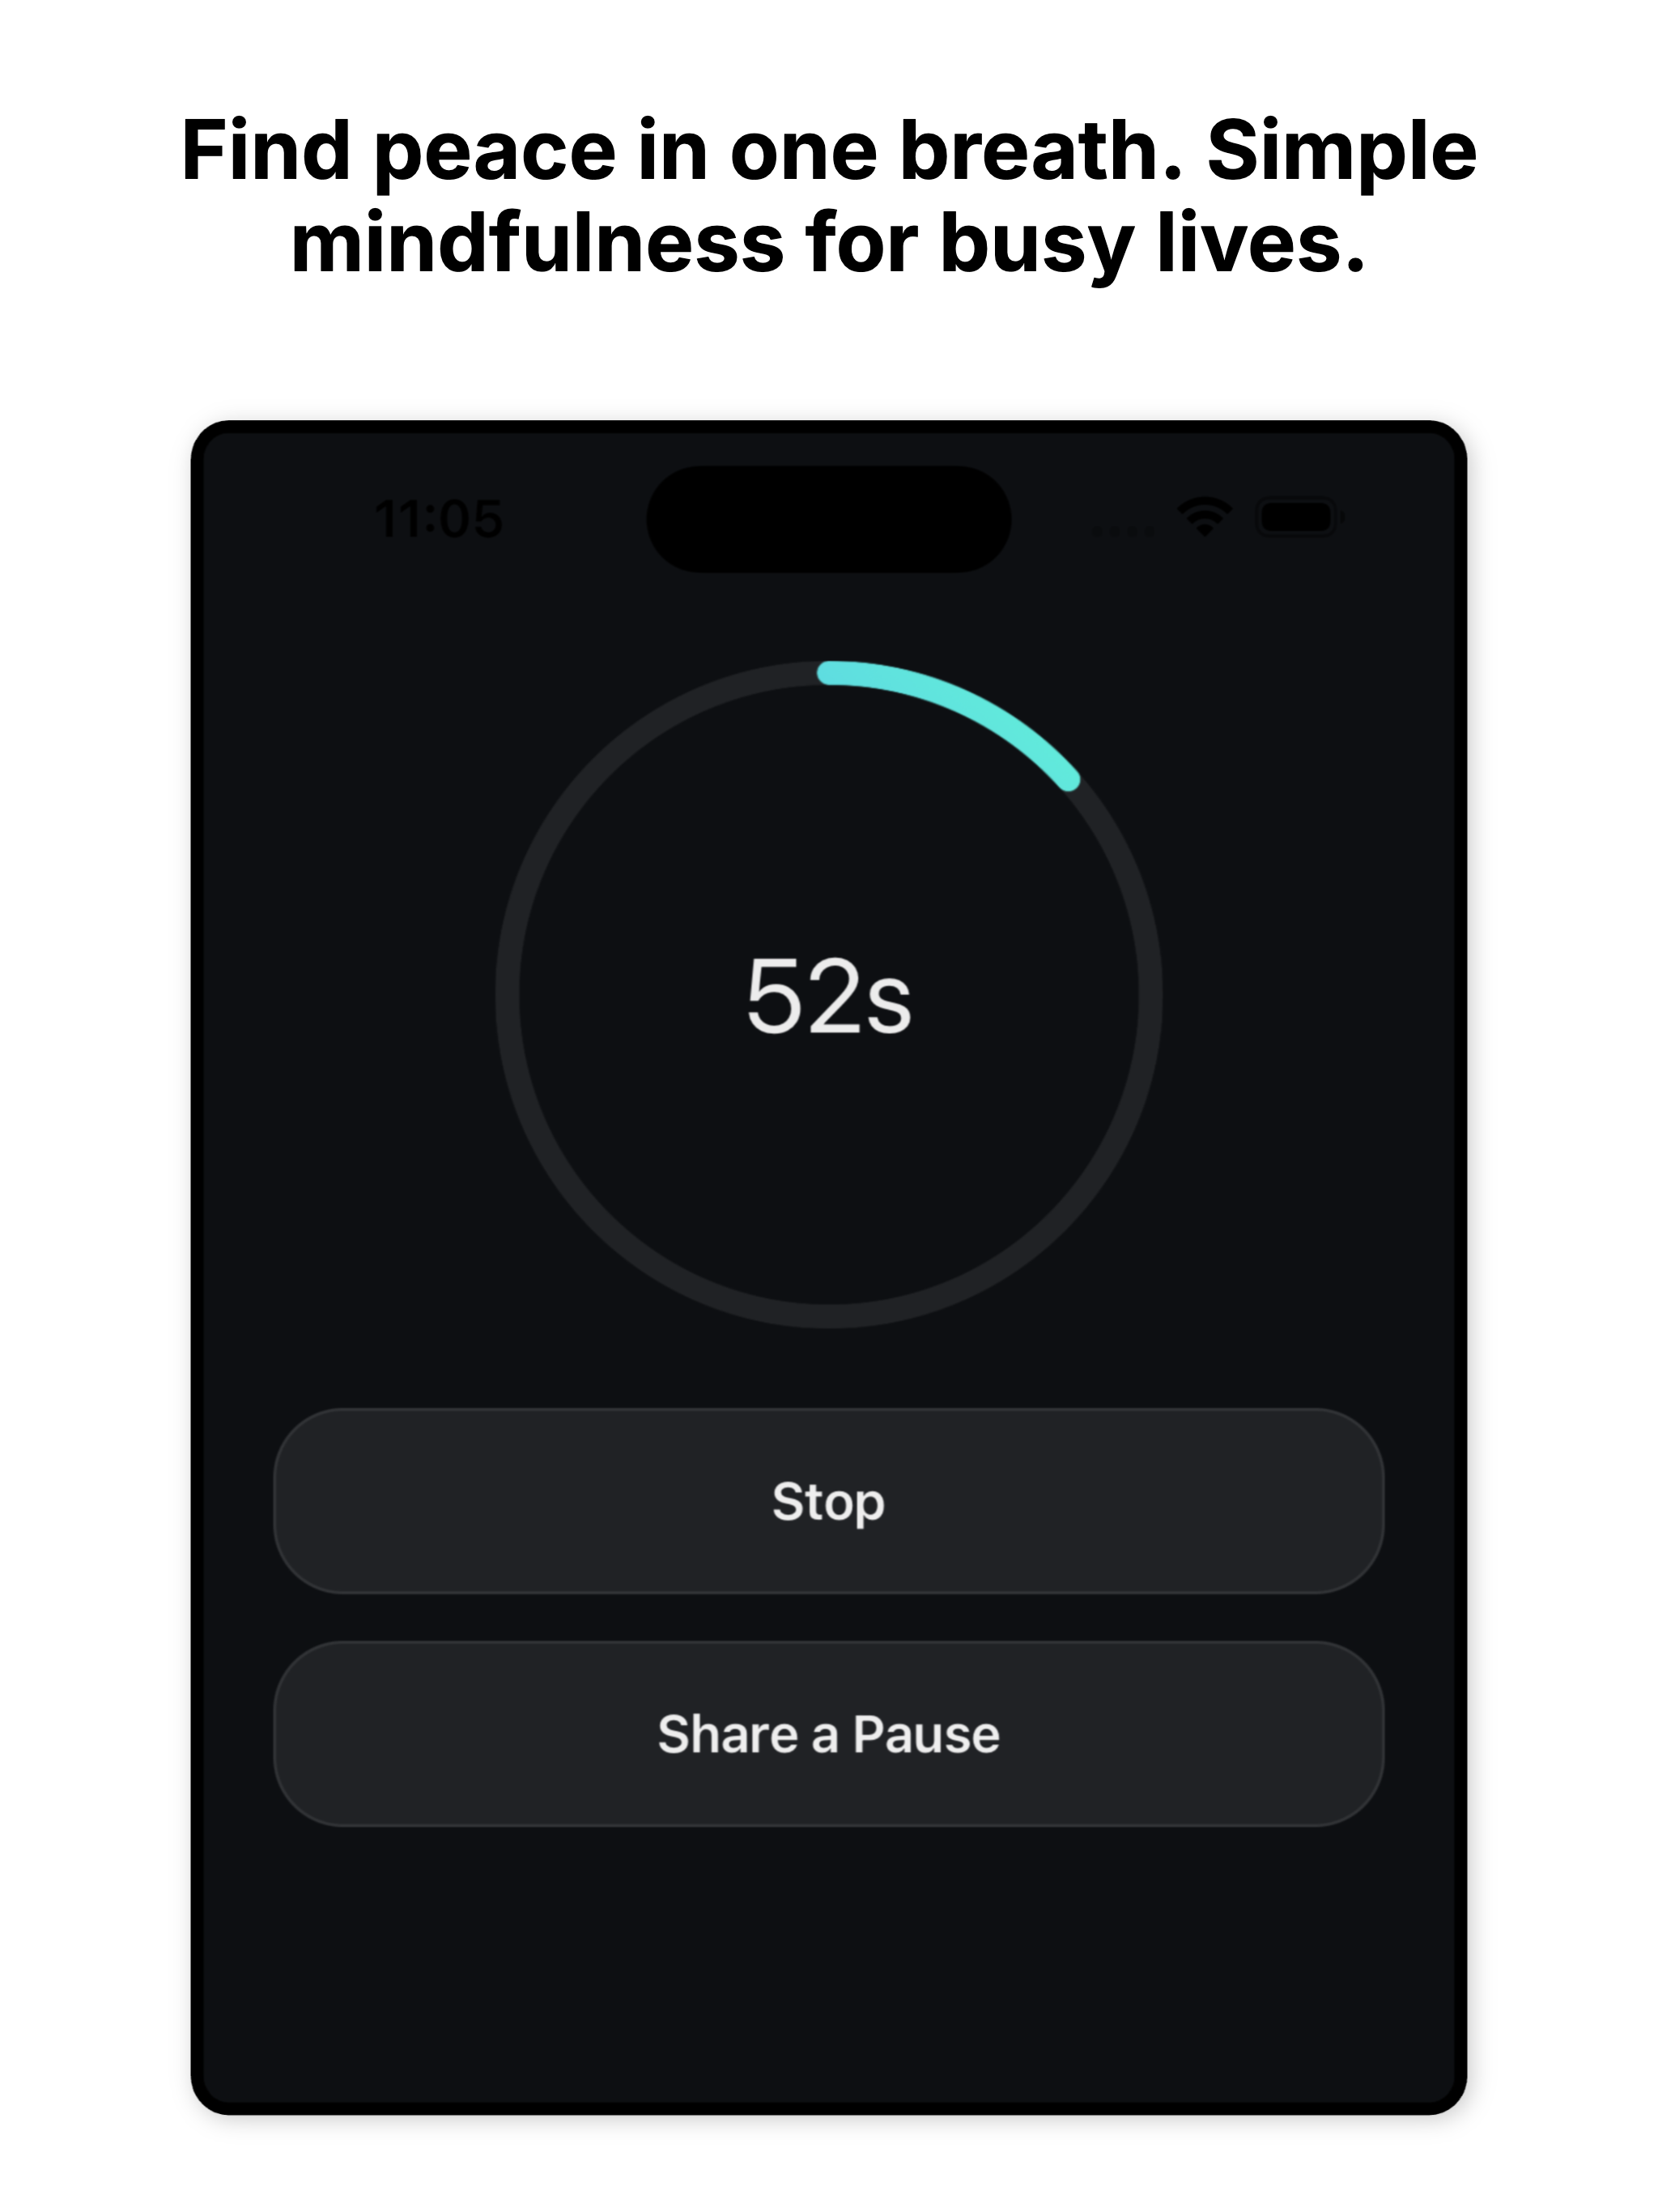 Find peace in one breath. Simple
mindfulness for busy lives.
11:05
52s
Stop
Share a Pause